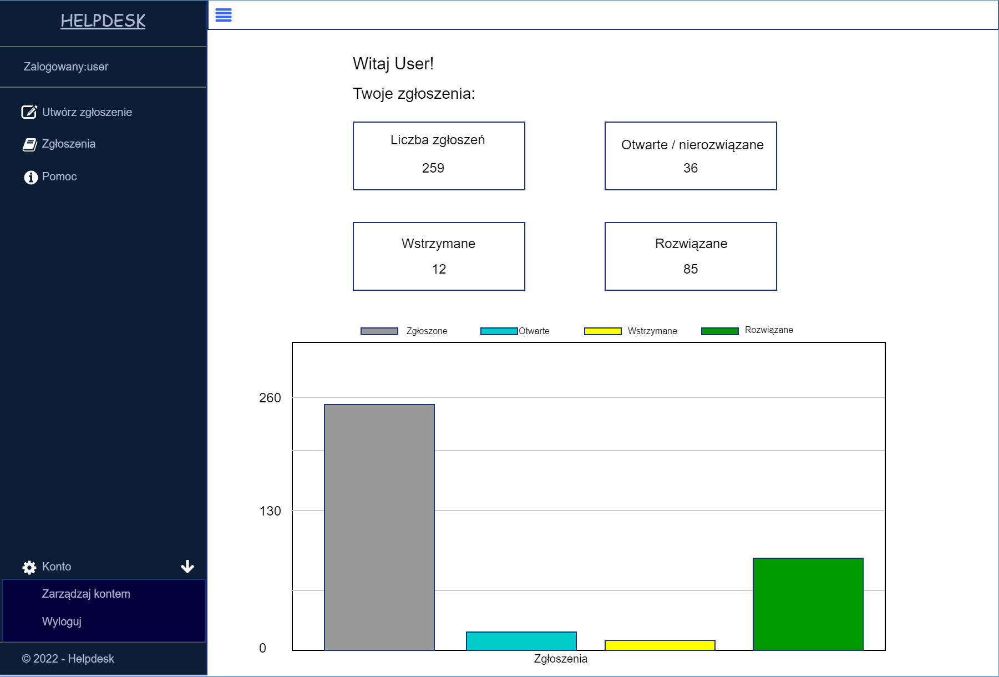 HELPDESK
Zalogowany:user
Utwórz zgłoszenie
Zgłoszenia
Pomoc
Konto
Zarządzaj kontem
Wyloguj
© 2022 - Helpdesk
Witaj User!
Twoje zgłoszenia:
Liczba zgłoszeń
259
Otwarte / nierozwiązane
36
Wstrzymane
12
Rozwiązane
85
Zgłoszone
Otwarte
Wstrzymane
Rozwiązane
260
130
0
Zgłoszenia